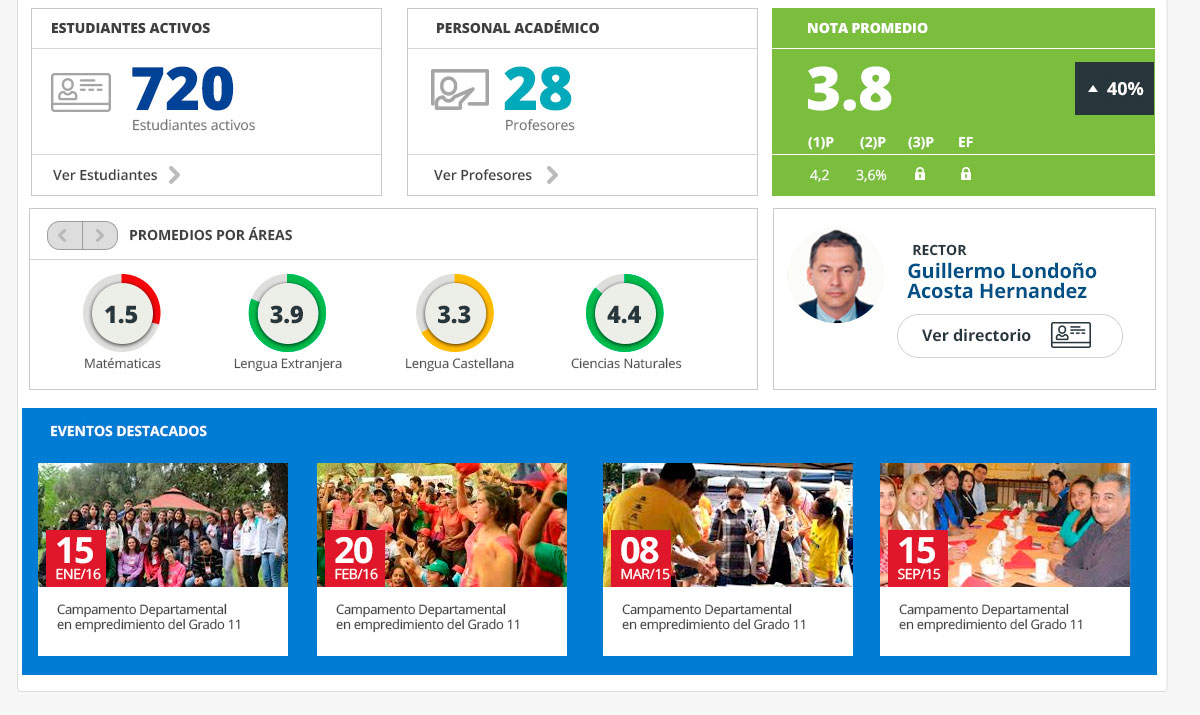 ESTUDIANTES ACTIVOS
720
Estudiantes activos
Ver Estudiantes
PERSONAL ACADÉMICO
28
Profesores
Ver Profesores
NOTA PROMEDIO
3.8
40%
(1)P (2)P (3)P EF
4,2 3,6%
PROMEDIOS POR ÁREAS
1.5
Matématicas
3.9
Lengua Extranjera
3.3
Lengua Castellana
4.4
Ciencias Naturales
RECTOR
Guillermo Londoño
Acosta Hernandez
Ver directorio
EVENTOS DESTACADOS
15
ENE/16
Campamento Departamental
en empredimiento del Grado 11
20
FEB/16
Campamento Departamental
en empredimiento del Grado 11
08
MAR/15
Campamento Departamental
en empredimiento del Grado 11
15
SEP/15
Campamento Departamental
en empredimiento del Grado 11